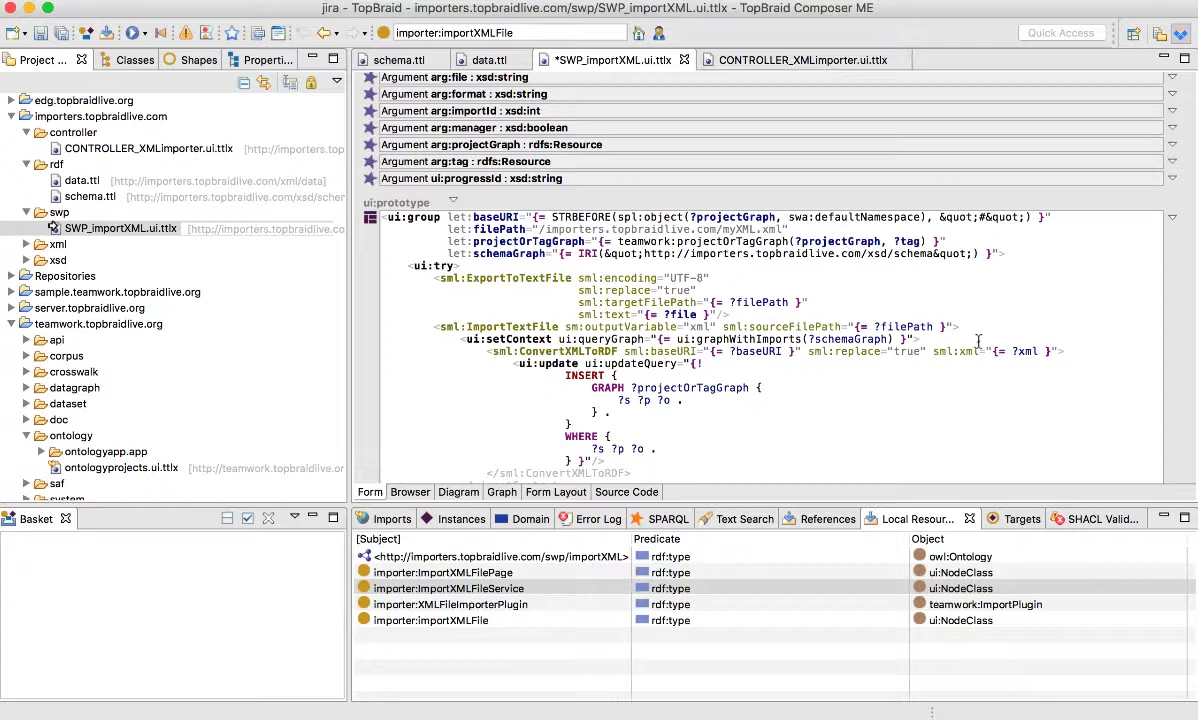 jira - TopBraid - importers.topbraidlive.com/swp/SWP_importXML.ui.ttlx - TopBraid Composer ME
importer:importXMLFile
Quick Access
Project ...
Classes
Shapes
Properti...
edg.topbraidlive.org
importers.topbraidlive.com
controller
CONTROLLER_XMLimporter.ui.ttlx [http://importers.topbraidlive
rdf
data.ttl [http://importers.topbraidlive.com/xml/data]
schema.ttl [http://importers.topbraidlive.com/xsd/schen
swp
SWP_importXML.ui.ttlx [http://importers.topbraidlive.co
xml
xsd
Repositories
sample.teamwork.topbraidlive.org
server.topbraidlive.org
teamwork.topbraidlive.org
api
corpus
crosswalk
datagraph
dataset
doc
ontology
ontologyapp.app
ontologyprojects.ui.ttlx [http://teamwork.topbraidlive.or
saf
system
Basket
schema.ttl
data.ttl
*SWP_importXML.ui.ttlx
CONTROLLER_XMLimporter.ui.ttlx
Argument arg:file : xsd:string
Argument arg:format : xsd:string
Argument arg:importId : xsd:int
Argument arg:manager : xsd:boolean
Argument arg:projectGraph : rdfs:Resource
Argument arg:tag : rdfs:Resource
Argument ui:progressId : xsd:string
ui:prototype
<ui:group let:baseURI="{= STRBEFORE(spl:object(?projectGraph, swa:defaultNamespace), &quot;#&quot;) }"
let:filePath="/importers.topbraidlive.com/myXML.xml"
let:projectOrTagGraph="{= teamwork:projectOrTagGraph(?projectGraph, ?tag) }"
let:schemaGraph="{= IRI(&quot;http://importers.topbraidlive.com/xsd/schema&quot;) }">
<ui:try>
<sml:ExportToTextFile sml:encoding="UTF-8"
sml:replace="true"
sml:targetFilePath="{= ?filePath }"
sml:text="{= ?file }"/>
<sml:ImportTextFile sm:outputVariable="xml" sml:sourceFilePath="{= ?filePath }">
<ui:setContext ui:queryGraph="{= ui:graphWithImports(?schemaGraph) }">
<sml:ConvertXMLToRDF sml:baseURI="{= ?baseURI }" sml:replace="true" sml:xml="{= ?xml }">
<ui:update ui:updateQuery="{!
INSERT {
GRAPH ?projectOrTagGraph {
?s ?p ?o .
} .
}
WHERE {
?s ?p ?o .
} }"/>
</sml:ConvertXMLToRDF>
Form
Browser
Diagram
Graph
Form Layout
Source Code
Imports
Instances
Domain
Error Log
SPARQL
Text Search
References
Local Resour...
Targets
SHACL Valid...
[Subject] Predicate Object
<http://importers.topbraidlive.com/swp/importXML> rdf:type owl:Ontology
importer:ImportXMLFilePage rdf:type ui:NodeClass
importer:ImportXMLFileService rdf:type ui:NodeClass
importer:XMLFileImporterPlugin rdf:type teamwork:ImportPlugin
importer:importXMLFile rdf:type ui:NodeClass